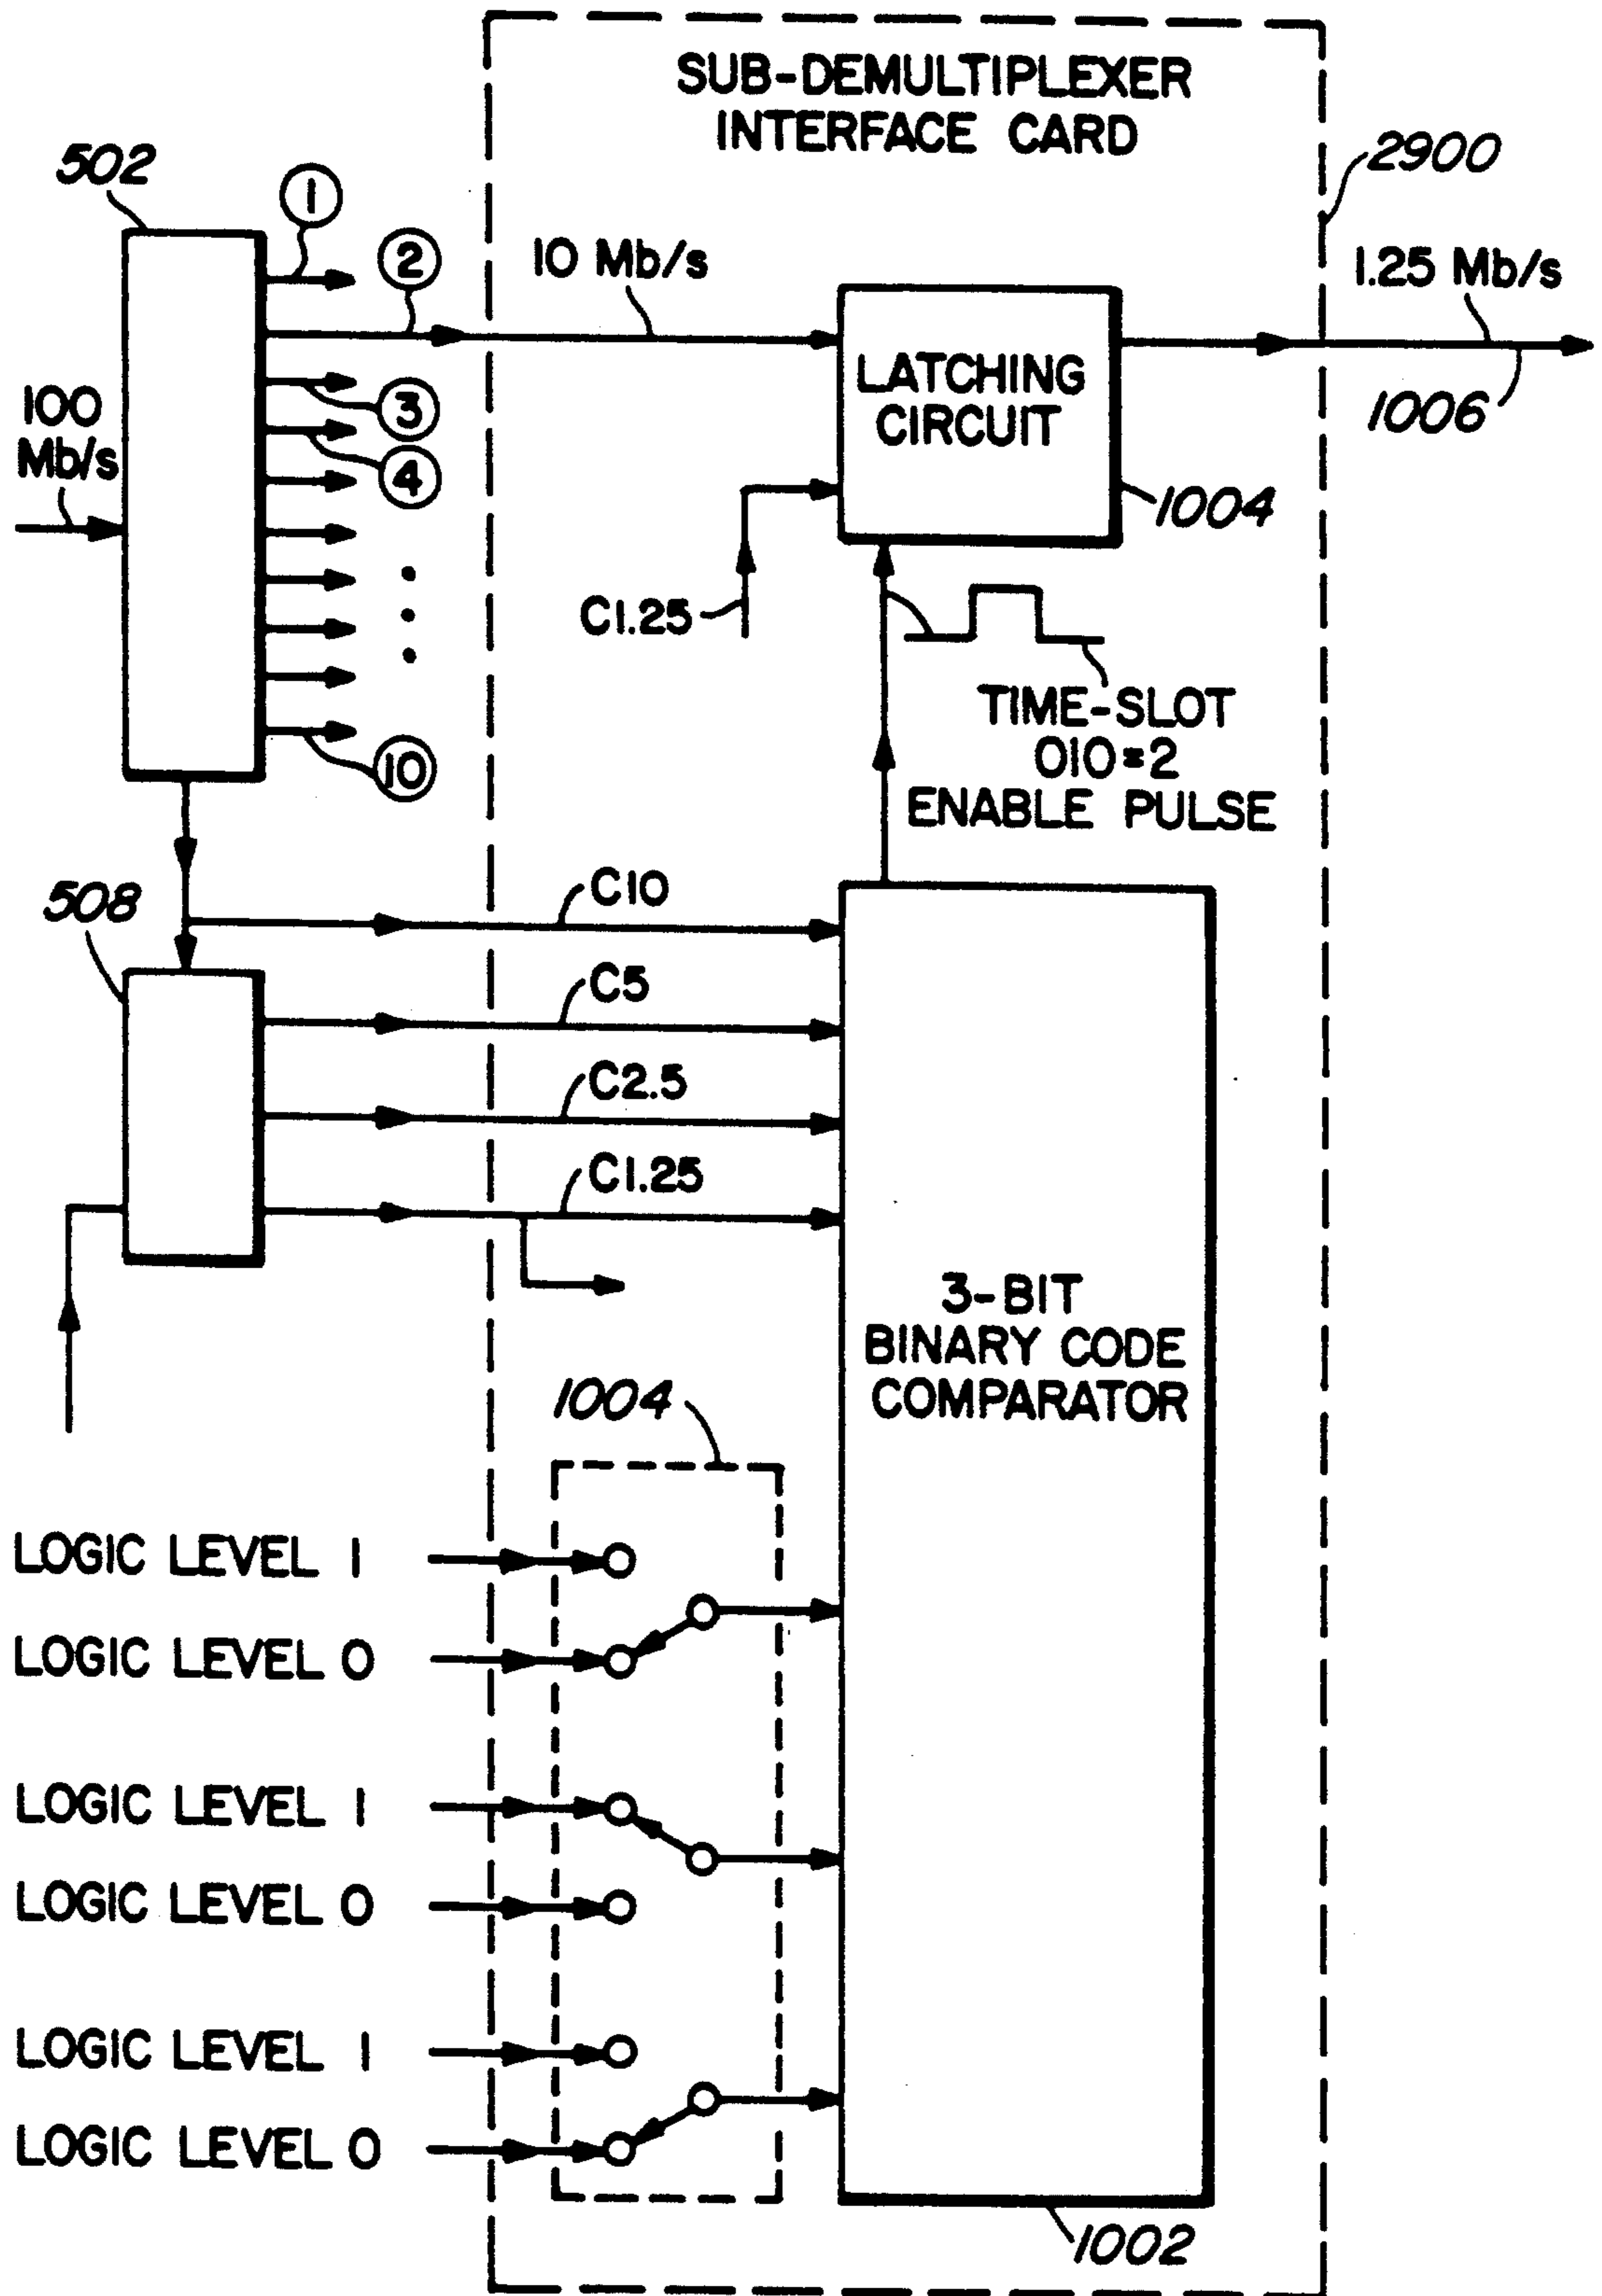 SUB-DEMULTIPLEXER
INTERFACE CARD
2900
502
1
2
10 Mb/s
1.25 Mb/s
3
4
100
Mb/s
LATCHING
CIRCUIT
1006
1004
C1.25
TIME-SLOT
010=2
ENABLE PULSE
10
508
C10
C5
C2.5
C1.25
3-BIT
BINARY CODE
COMPARATOR
1004
LOGIC LEVEL 1
LOGIC LEVEL 0
LOGIC LEVEL 1
LOGIC LEVEL 0
LOGIC LEVEL 1
LOGIC LEVEL 0
1002